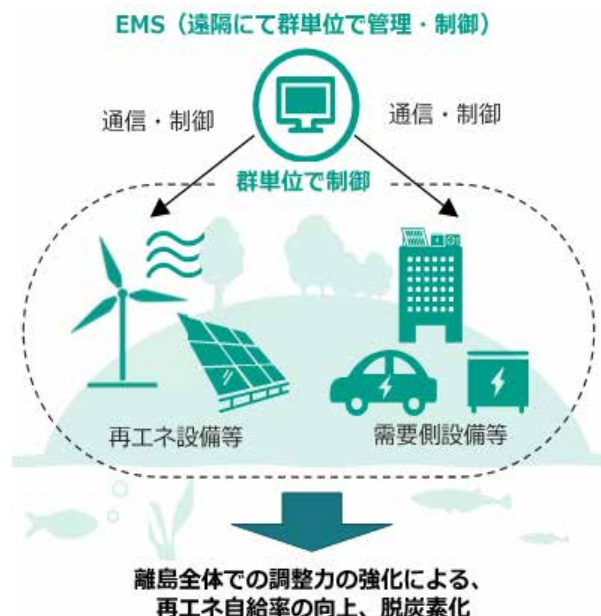 EMS（遠隔にて群単位で管理・制御）
通信・制御
通信・制御
群単位で制御
再エネ設備等
需要側設備等
離島全体での調整力の強化による、
再エネ自給率の向上、脱炭素化